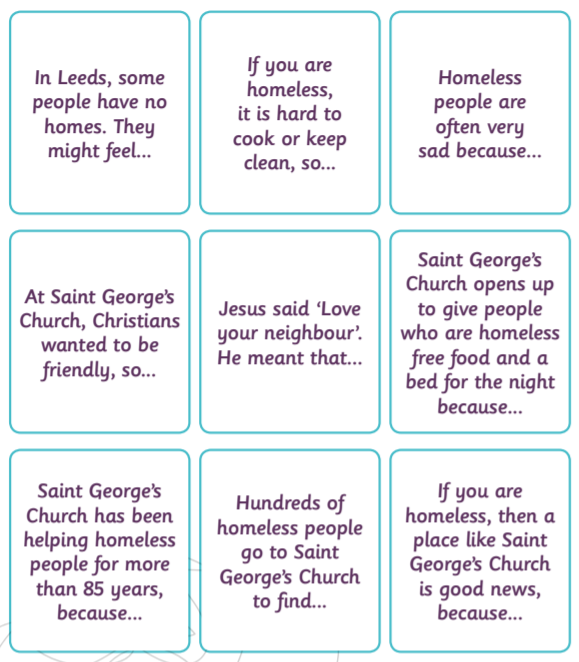 In Leeds, some
people have no
homes. They
might feel...
If you are
homeless,
it is hard to
cook or keep
clean, so...
Homeless
people are
often very
sad because...
At Saint George's
Church, Christians
wanted to be
friendly, so...
Jesus said ‘Love
your neighbour’.
He meant that...
Saint George's
Church opens up
to give people
who are homeless
free food and a
bed for the night
because...
Saint George's
Church has been
helping homeless
people for more
than 85 years,
because...
Hundreds of
homeless people
go to Saint
George's Church
to find...
If you are
homeless, then a
place like Saint
George's Church
is good news,
because...